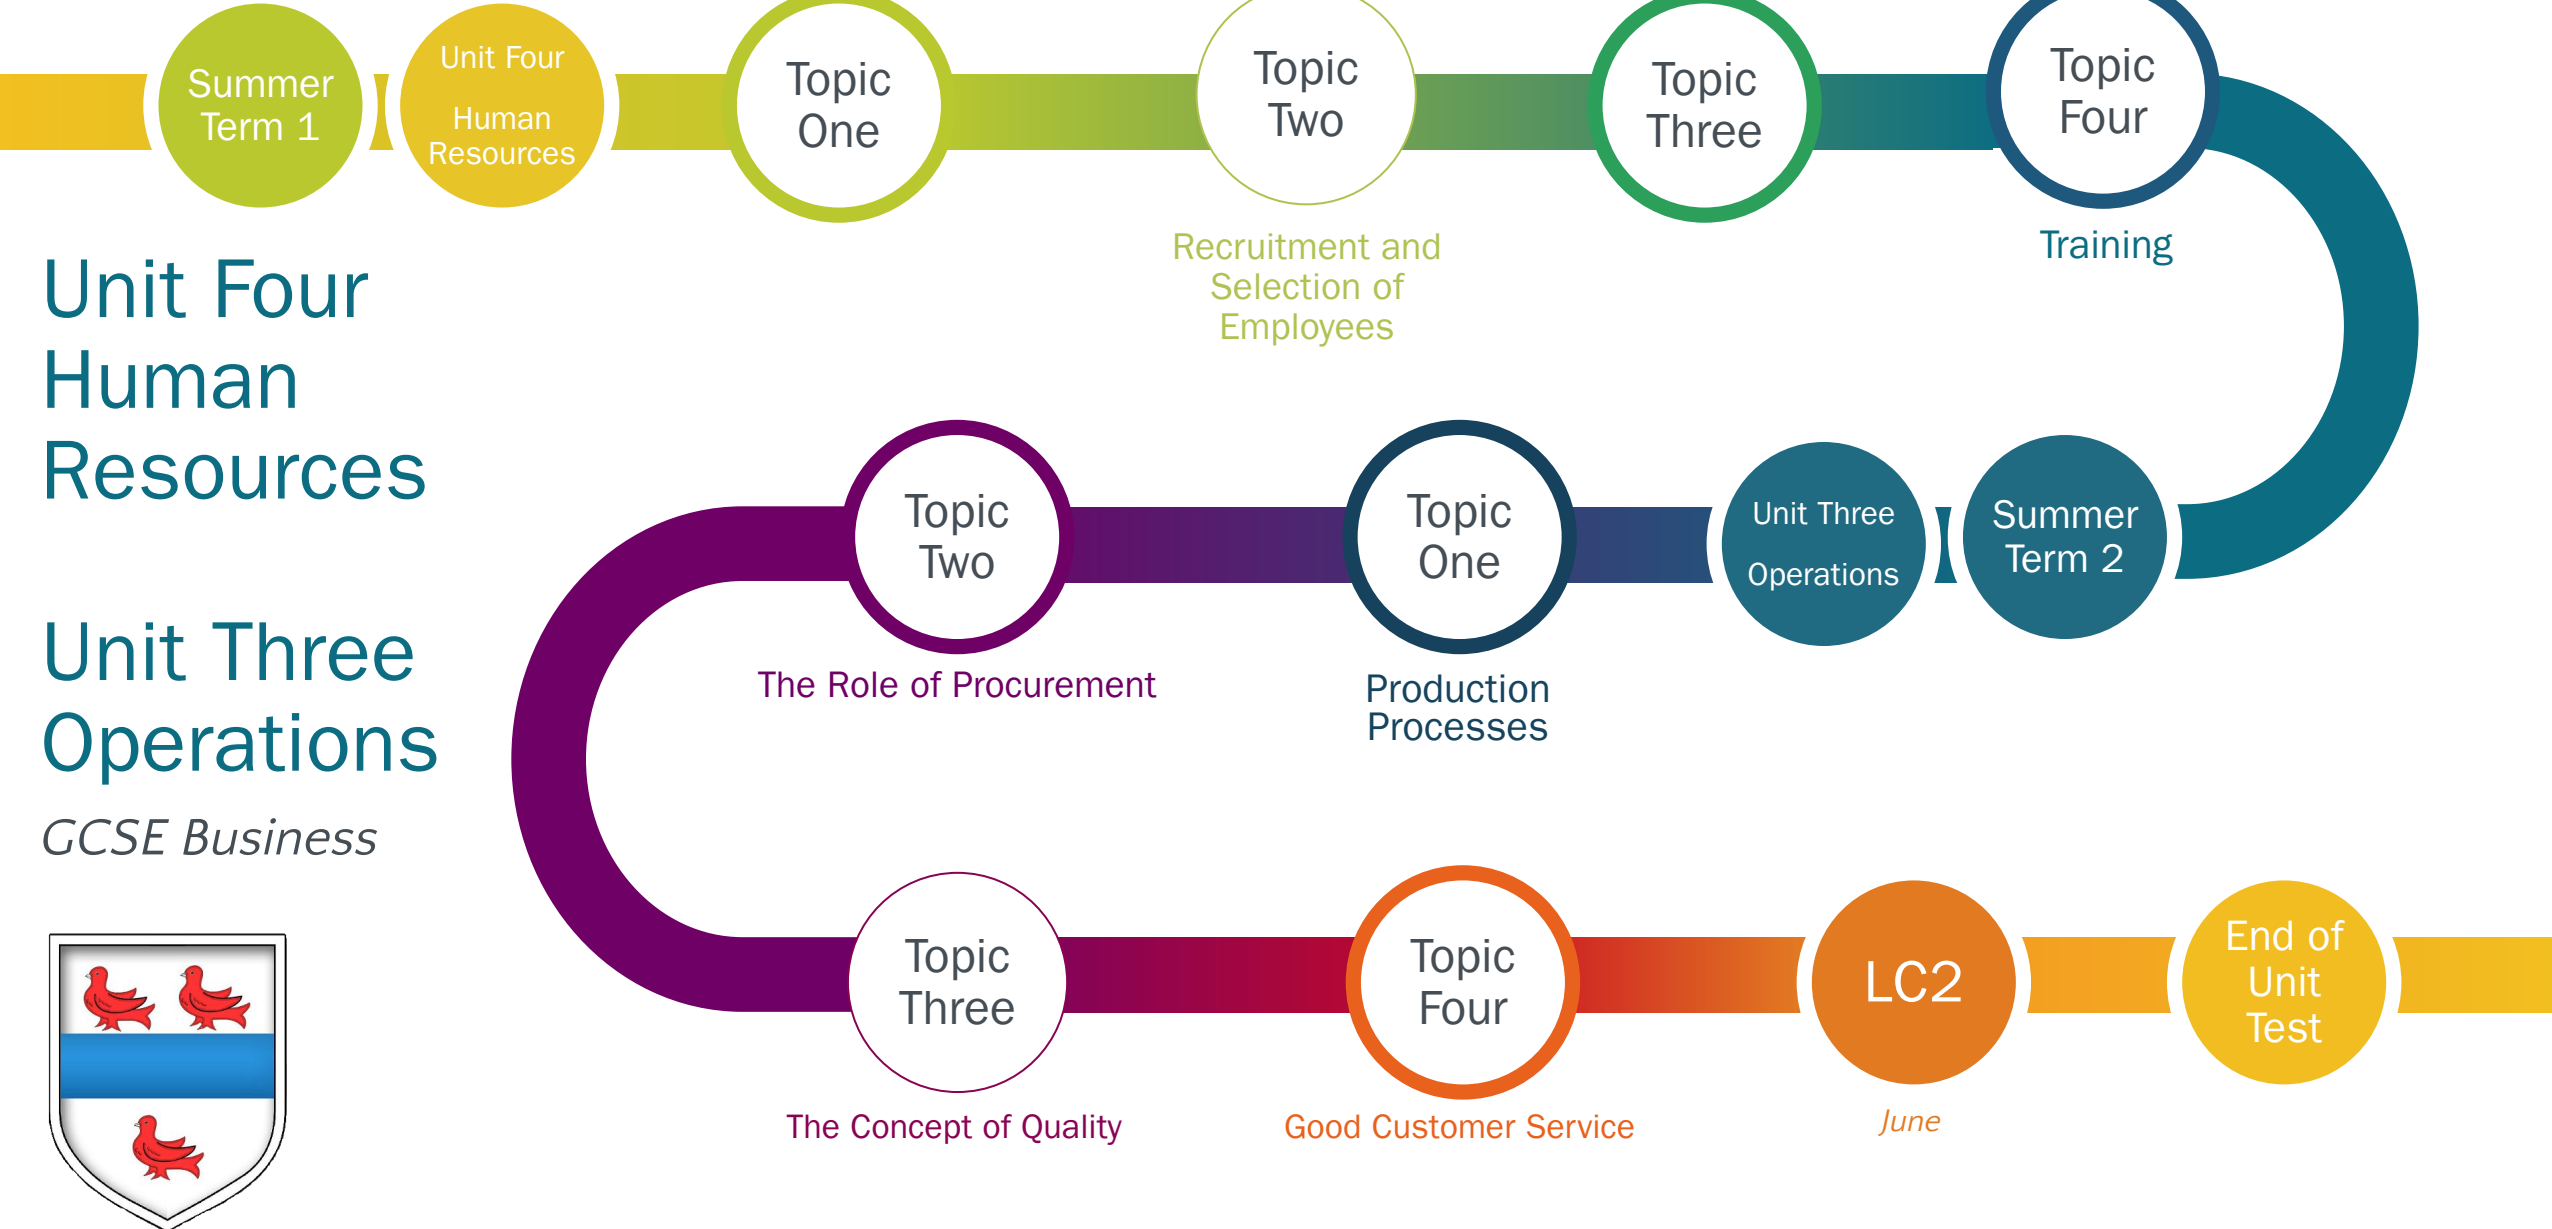 Summer
Term 1
Unit Four
Human
Resources
Topic
One
Topic
Two
Topic
Three
Topic
Four
Recruitment and
Selection of
Employees
Training
Unit Four
Human
Resources
Unit Three
Operations
GCSE Business
Summer
Term 2
Unit Three
Operations
Topic
One
Topic
Two
Production
Processes
The Role of Procurement
Topic
Three
Topic
Four
LC2
End of
Unit
Test
The Concept of Quality
Good Customer Service
June